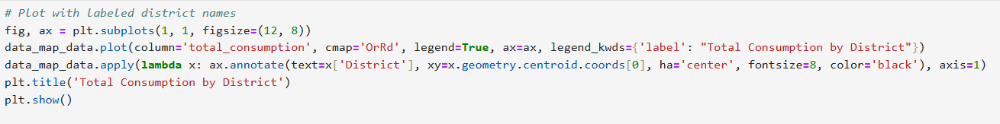 # Plot with labeled district names
fig, ax = plt.subplots(1, 1, figsize=(12, 8))
data_map_data.plot(column='total_consumption', cmap='OrRd', legend=True, ax=ax, legend_kwds={'label': "Total Consumption by District"})
data_map_data.apply(lambda x: ax.annotate(text=x['District'], xy=x.geometry.centroid.coords[0], ha='center', fontsize=8, color='black'), axis=1)
plt.title('Total Consumption by District')
plt.show()